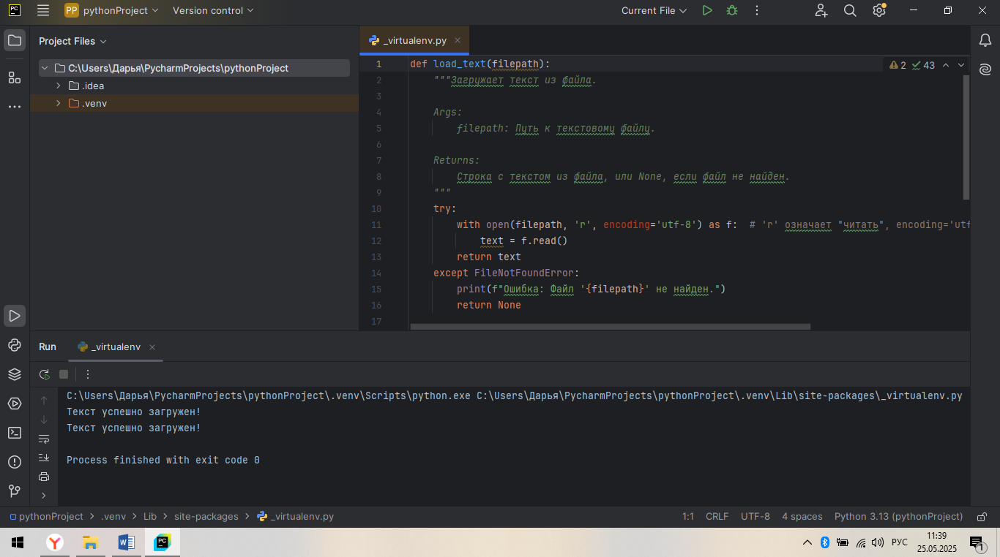 PC
PP pythonProject Version control Current File
Project Files
C:\Users\Дарья\PycharmProjects\pythonProject
.idea
.venv
_virtualenv.py
2 43
1 def load_text(filepath):
2 """Загружает текст из файла.
3
4 Args:
5 filepath: Путь к текстовому файлу.
6
7 Returns:
8 Строка с текстом из файла, или None, если файл не найден.
9 """
10 try:
11 with open(filepath, 'r', encoding='utf-8') as f: # 'r' означает "читать", encoding='utf
12 text = f.read()
13 return text
14 except FileNotFoundError:
15 print(f"Ошибка: Файл '{filepath}' не найден.")
16 return None
17
Run _virtualenv
C:\Users\Дарья\PycharmProjects\pythonProject\.venv\Scripts\python.exe C:\Users\Дарья\PycharmProjects\pythonProject\.venv\Lib\site-packages\_virtualenv.py
Текст успешно загружен!
Текст успешно загружен!
Process finished with exit code 0
pythonProject > .venv > Lib > site-packages > _virtualenv.py 1:1 CRLF UTF-8 4 spaces Python 3.13 (pythonProject)
РУС
11:39
25.05.2025
1